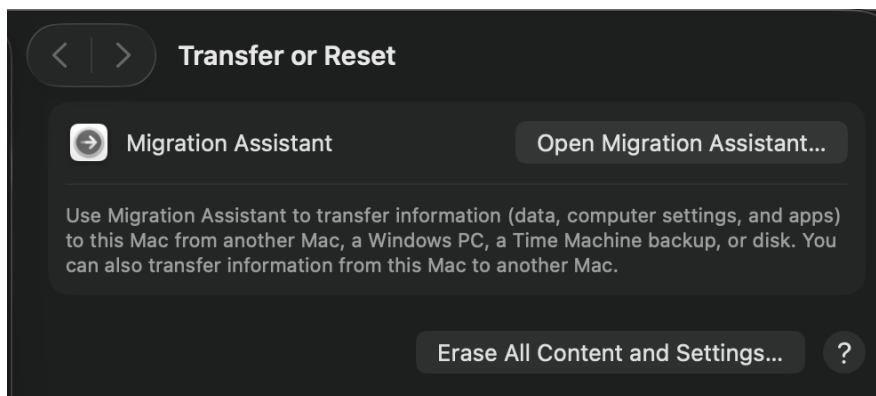 Transfer or Reset
Migration Assistant
Open Migration Assistant...
Use Migration Assistant to transfer information (data, computer settings, and apps)
to this Mac from another Mac, a Windows PC, a Time Machine backup, or disk. You
can also transfer information from this Mac to another Mac.
Erase All Content and Settings...
?